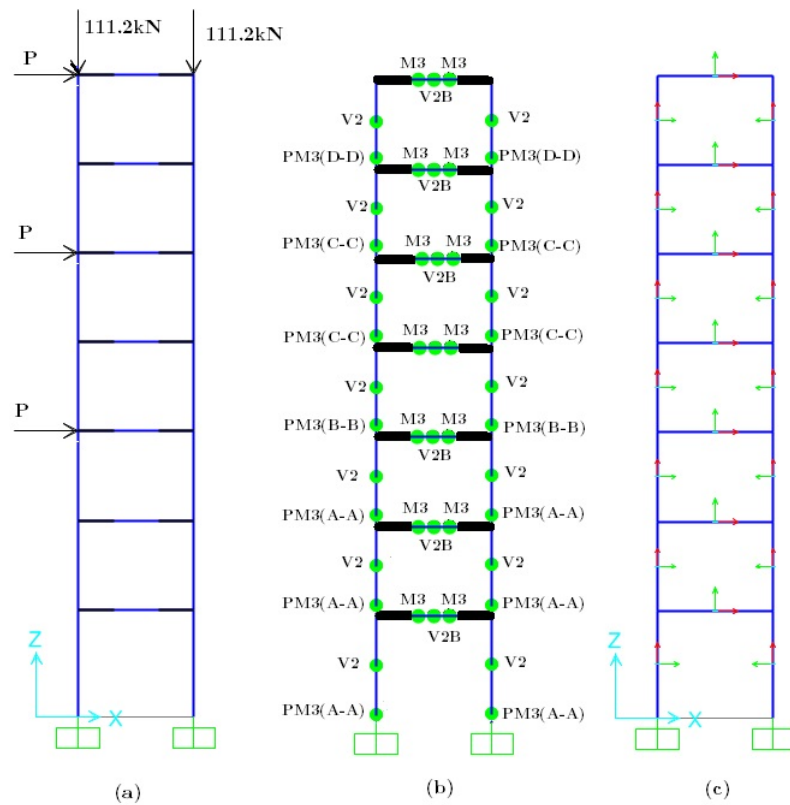 111.2kN
111.2kN
P
P
P
Z
X
(a)
M3 M3
V2B
V2 V2
PM3(D-D) PM3(D-D)
M3 M3
V2B
V2 V2
PM3(C-C) PM3(C-C)
M3 M3
V2B
V2 V2
PM3(C-C) PM3(C-C)
M3 M3
V2 V2
PM3(B-B) PM3(B-B)
M3 M3
V2B
V2 V2
PM3(A-A) PM3(A-A)
M3 M3
V2B
V2 V2
PM3(A-A) PM3(A-A)
M3 M3
V2B
V2 V2
PM3(A-A) PM3(A-A)
(b)
Z
X
(c)